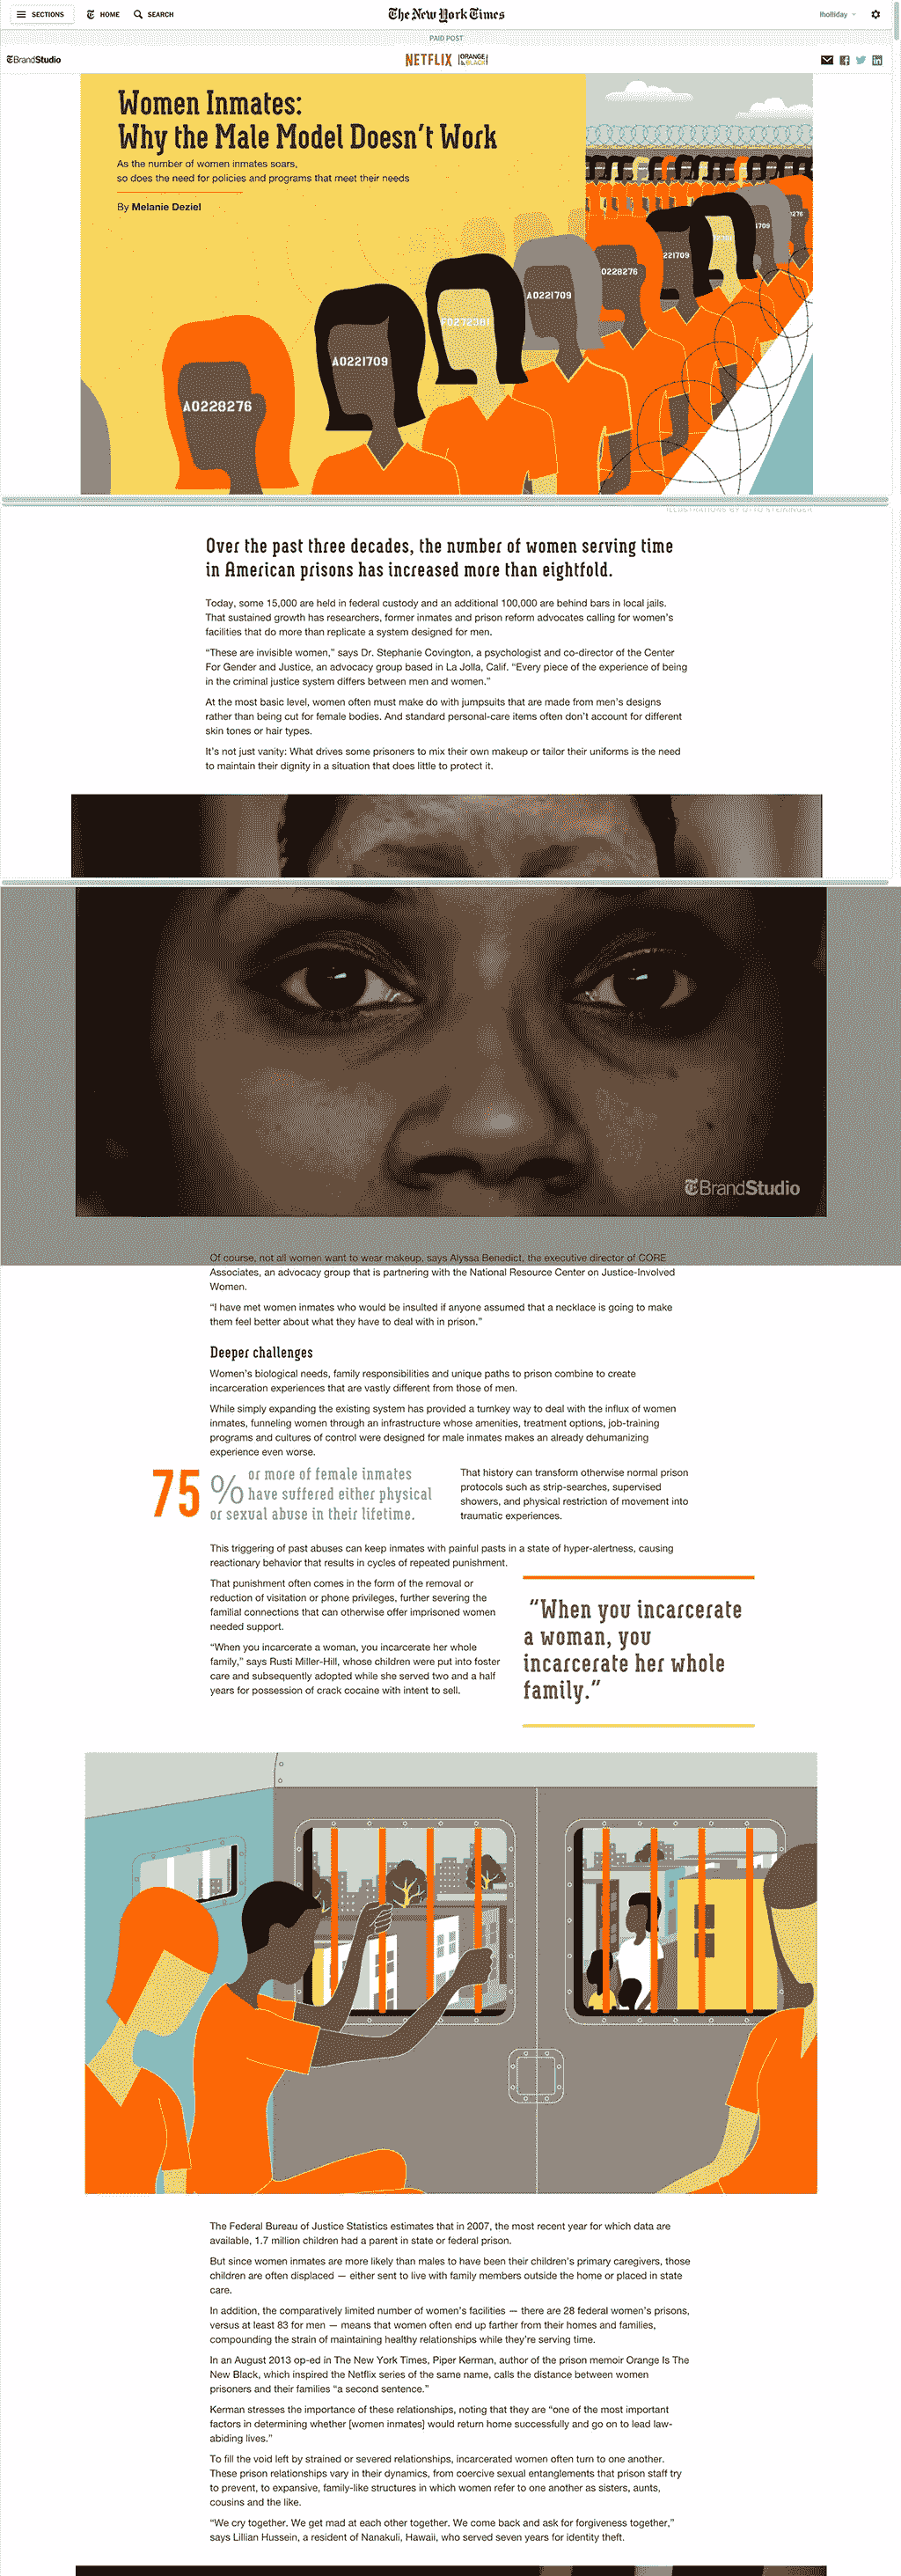 SECTIONS
HOME
SEARCH
The New York Times
lholliday
PAID POST
TBrandStudio
NETFLIX
ORANGE
BLACK
Women Inmates:
Why the Male Model Doesn't Work
As the number of women inmates soars,
so does the need for policies and programs that meet their needs
By Melanie Deziel
A0228276
A0221709
A0221709
0228276
221709
1709
276
ILLUSTRATIONS BY OTTO STEININGER
Over the past three decades, the number of women serving time
in American prisons has increased more than eightfold.
Today, some 15,000 are held in federal custody and an additional 100,000 are behind bars in local jails.
That sustained growth has researchers, former inmates and prison reform advocates calling for women's
facilities that do more than replicate a system designed for men.
“These are invisible women,” says Dr. Stephanie Covington, a psychologist and co-director of the Center
For Gender and Justice, an advocacy group based in La Jolla, Calif. “Every piece of the experience of being
in the criminal justice system differs between men and women.”
At the most basic level, women often must make do with jumpsuits that are made from men's designs
rather than being cut for female bodies. And standard personal-care items often don't account for different
skin tones or hair types.
It's not just vanity: What drives some prisoners to mix their own makeup or tailor their uniforms is the need
to maintain their dignity in a situation that does little to protect it.
TBrandStudio
Of course, not all women want to wear makeup, says Alyssa Benedict, the executive director of CORE
Associates, an advocacy group that is partnering with the National Resource Center on Justice-Involved
Women.
“I have met women inmates who would be insulted if anyone assumed that a necklace is going to make
them feel better about what they have to deal with in prison.”
Deeper challenges
Women's biological needs, family responsibilities and unique paths to prison combine to create
incarceration experiences that are vastly different from those of men.
While simply expanding the existing system has provided a turnkey way to deal with the influx of women
inmates, funneling women through an infrastructure whose amenities, treatment options, job-training
programs and cultures of control were designed for male inmates makes an already dehumanizing
experience even worse.
75 % or more of female inmates
have suffered either physical
or sexual abuse in their lifetime.
That history can transform otherwise normal prison
protocols such as strip-searches, supervised
showers, and physical restriction of movement into
traumatic experiences.
This triggering of past abuses can keep inmates with painful pasts in a state of hyper-alertness, causing
reactionary behavior that results in cycles of repeated punishment.
That punishment often comes in the form of the removal or
reduction of visitation or phone privileges, further severing the
familial connections that can otherwise offer imprisoned women
needed support.
“When you incarcerate a woman, you incarcerate her whole
family,” says Rusti Miller-Hill, whose children were put into foster
care and subsequently adopted while she served two and a half
years for possession of crack cocaine with intent to sell.
“When you incarcerate
a woman, you
incarcerate her whole
family.”
The Federal Bureau of Justice Statistics estimates that in 2007, the most recent year for which data are
available, 1.7 million children had a parent in state or federal prison.
But since women inmates are more likely than males to have been their children's primary caregivers, those
children are often displaced — either sent to live with family members outside the home or placed in state
care.
In addition, the comparatively limited number of women's facilities — there are 28 federal women's prisons,
versus at least 83 for men — means that women often end up farther from their homes and families,
compounding the strain of maintaining healthy relationships while they're serving time.
In an August 2013 op-ed in The New York Times, Piper Kerman, author of the prison memoir Orange Is The
New Black, which inspired the Netflix series of the same name, calls the distance between women
prisoners and their families “a second sentence.”
Kerman stresses the importance of these relationships, noting that they are “one of the most important
factors in determining whether [women inmates] would return home successfully and go on to lead law-
abiding lives.”
To fill the void left by strained or severed relationships, incarcerated women often turn to one another.
These prison relationships vary in their dynamics, from coercive sexual entanglements that prison staff try
to prevent, to expansive, family-like structures in which women refer to one another as sisters, aunts,
cousins and the like.
“We cry together. We get mad at each other together. We come back and ask for forgiveness together,”
says Lillian Hussein, a resident of Nanakuli, Hawaii, who served seven years for identity theft.